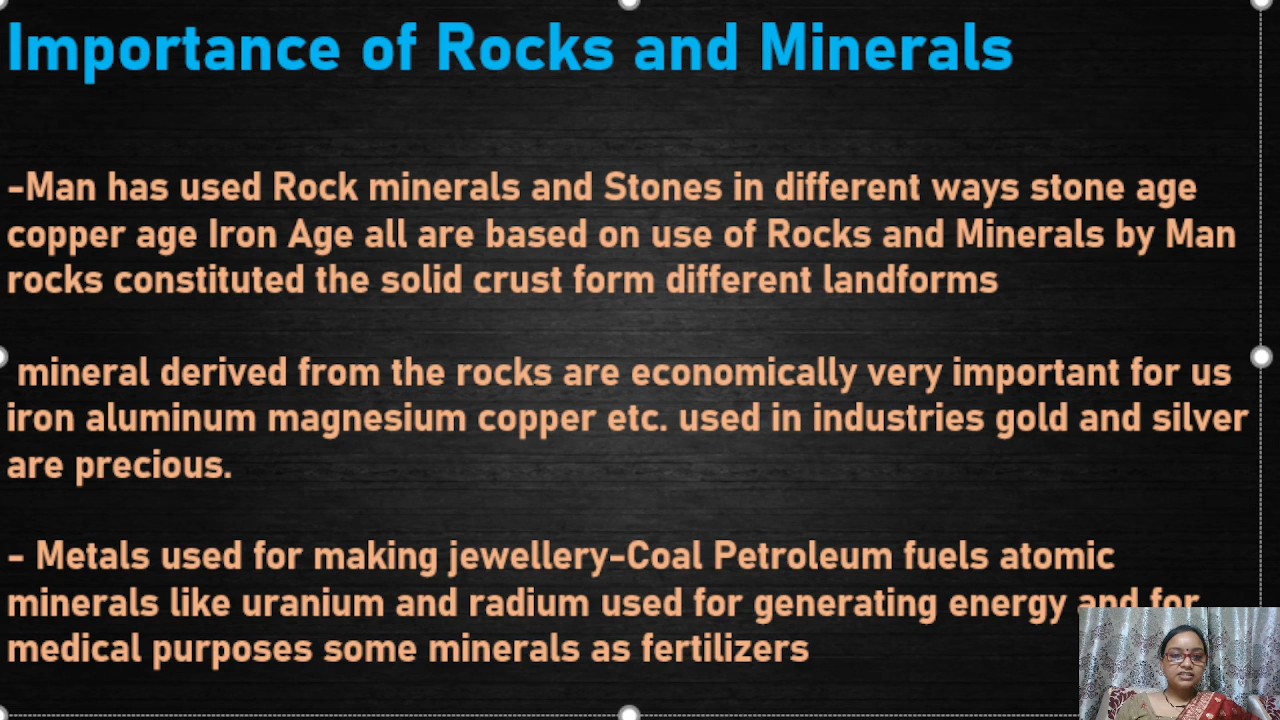 Importance of Rocks and Minerals
-Man has used Rock minerals and Stones in different ways stone age
copper age Iron Age all are based on use of Rocks and Minerals by Man
rocks constituted the solid crust form different landforms
mineral derived from the rocks are economically very important for us
iron aluminum magnesium copper etc. used in industries gold and silver
are precious.
- Metals used for making jewellery-Coal Petroleum fuels atomic
minerals like uranium and radium used for generating energy and for
medical purposes some minerals as fertilizers